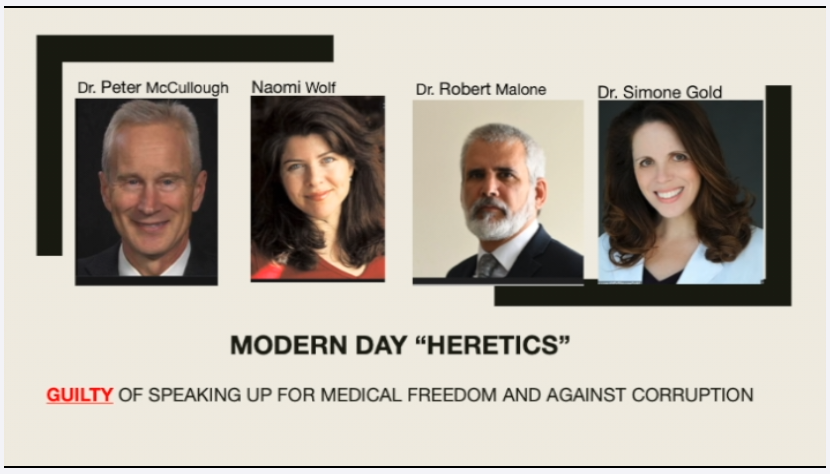 Dr. Peter McCullough
Naomi Wolf
Dr. Robert Malone
Dr. Simone Gold
MODERN DAY “HERETICS”
GUILTY OF SPEAKING UP FOR MEDICAL FREEDOM AND AGAINST CORRUPTION